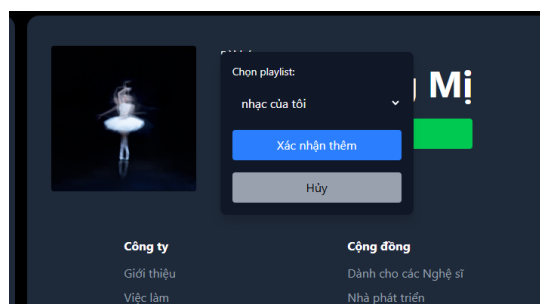 Chọn playlist:
nhạc của tôi
Mị
Xác nhận thêm
Hủy
Công ty
Cộng đồng
Giới thiệu
Dành cho các Nghệ sĩ
Việc làm
Nhà phát triển